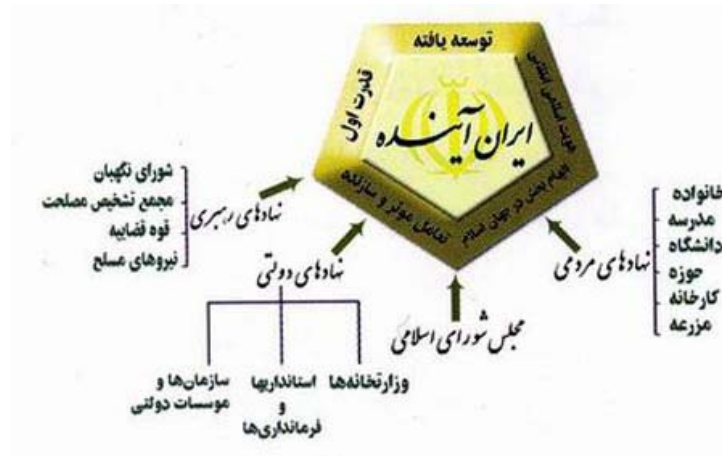 توسعه یافته
قدرت اول
هویت اسلامی انقلابی
ایران آینده
تعامل موثر و سازنده
الهام بخش در جهان اسلام
نهادهای مردمی
خانواده
مدرسه
دانشگاه
حوزه
کارخانه
مزرعه
مجلس شورای اسلامی
نهادهای دولتی
وزارتخانه‌ها
استانداریها
و
فرمانداری‌ها
سازمان‌ها و
موسسات دولتی
نهادهای رهبری
شورای نگهبان
مجمع تشخیص مصلحت
قوه قضاییه
نیروهای مسلح